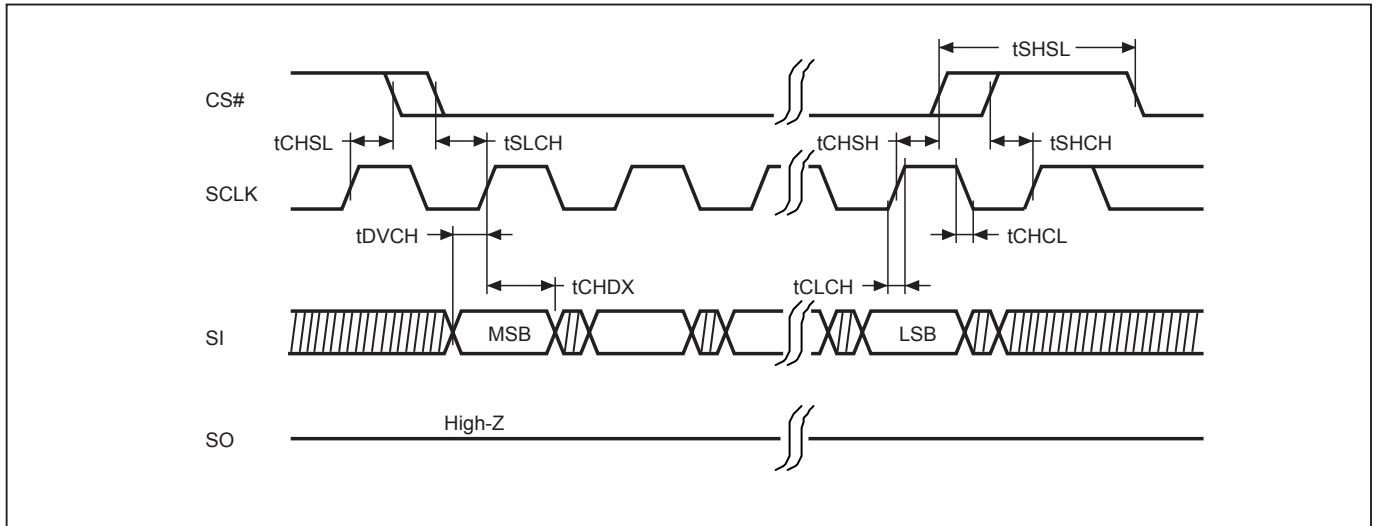 tSHSL
CS#
tCHSL
tSLCH
tCHSH
tSHCH
SCLK
tDVCH
tCHCL
tCHDX
tCLCH
SI
MSB
LSB
High-Z
SO